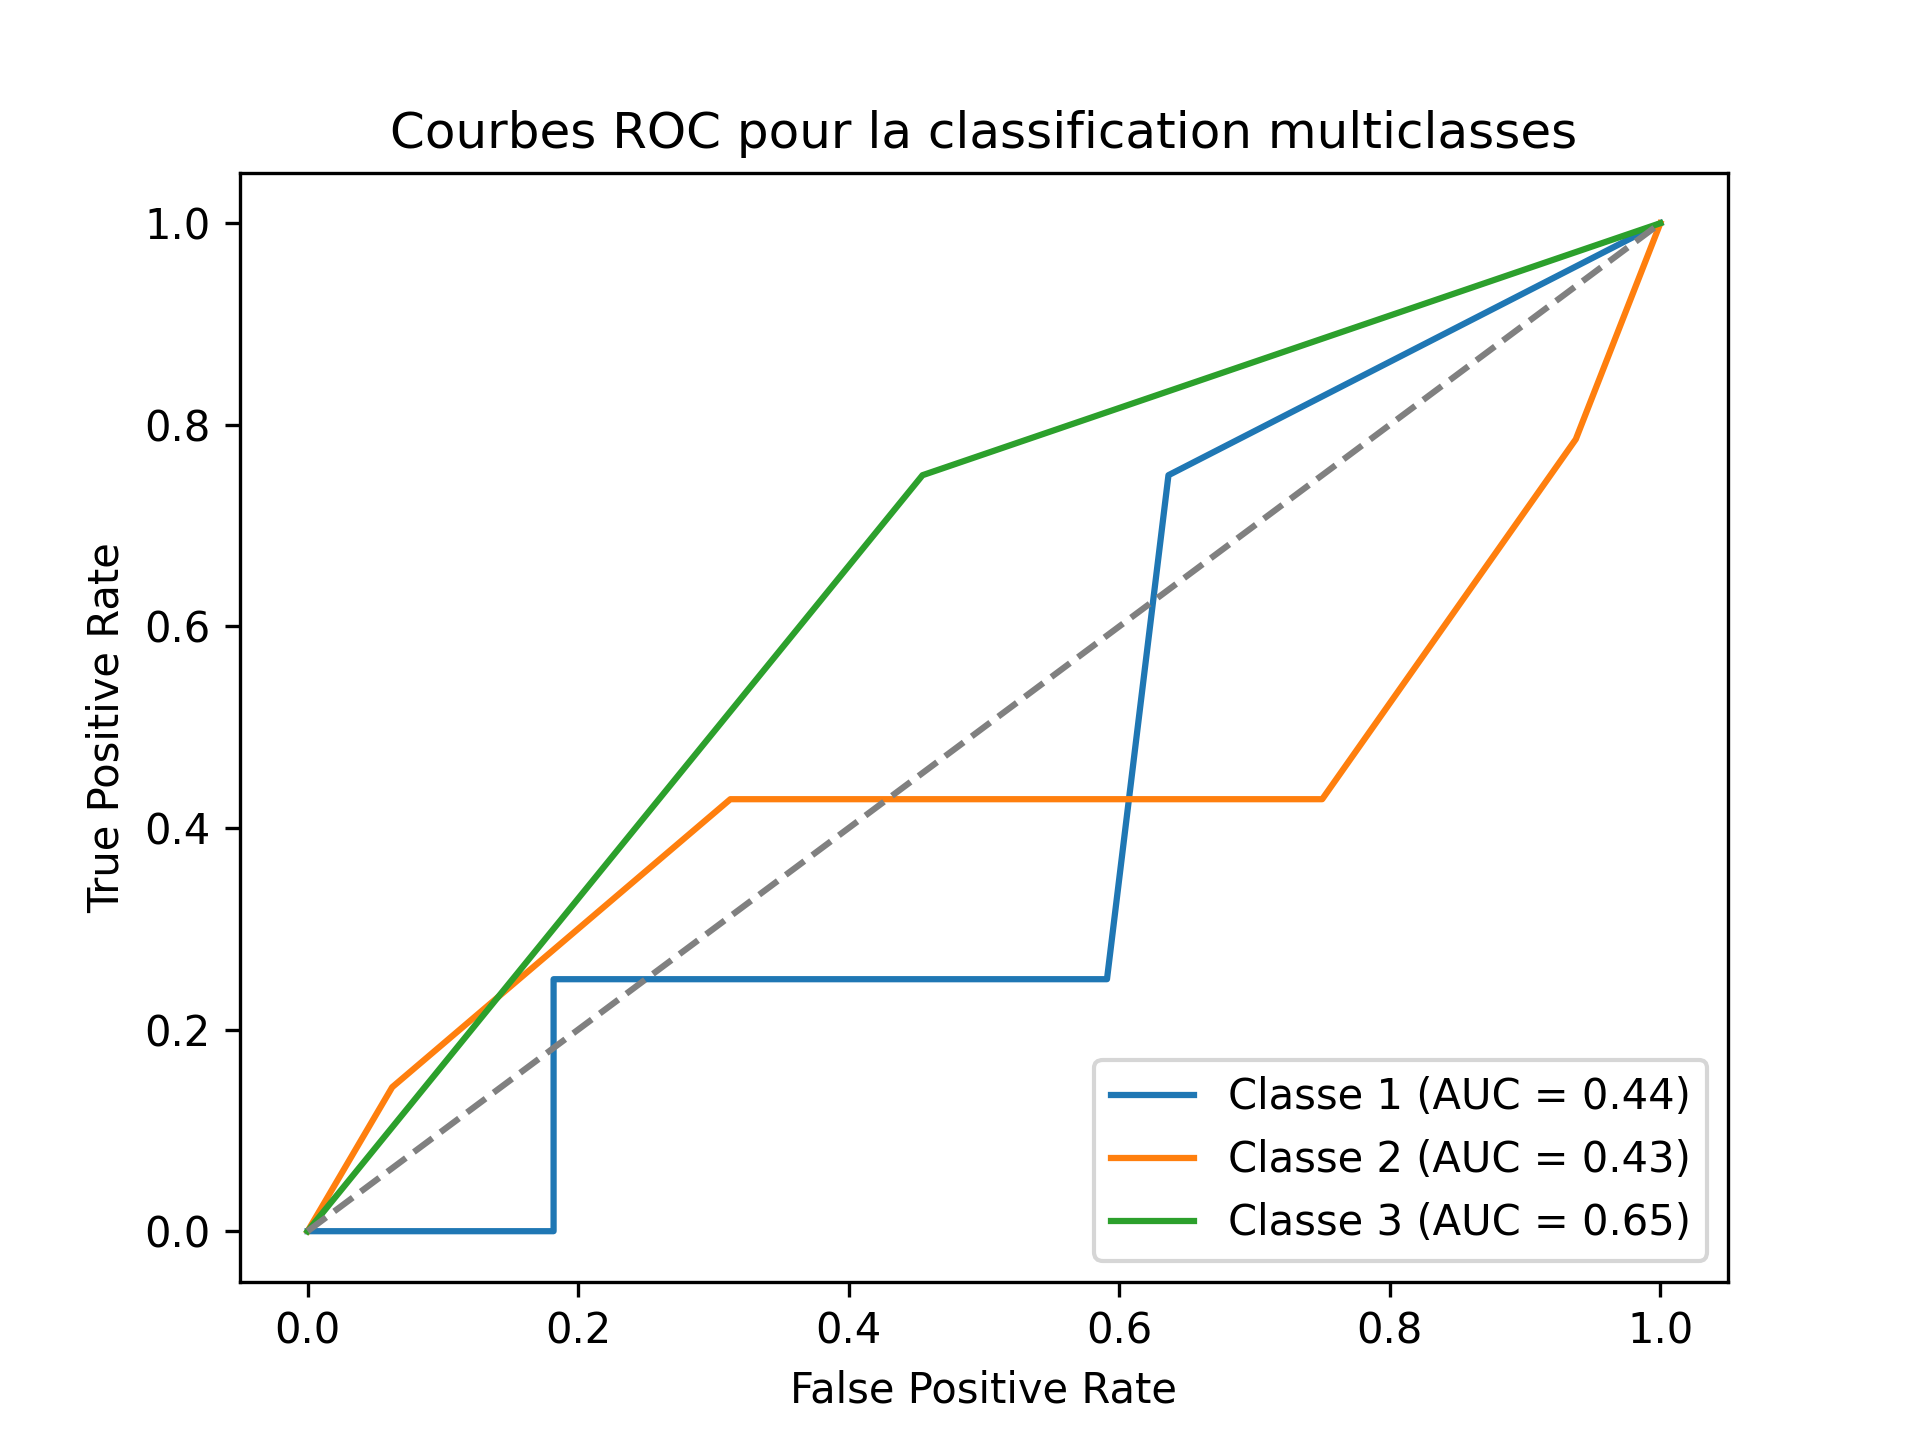 Courbes ROC pour la classification multiclasses
True Positive Rate
1.0
0.8
0.6
0.4
0.2
0.0
Classe 1 (AUC = 0.44)
Classe 2 (AUC = 0.43)
Classe 3 (AUC = 0.65)
0.0 0.2 0.4 0.6 0.8 1.0
False Positive Rate